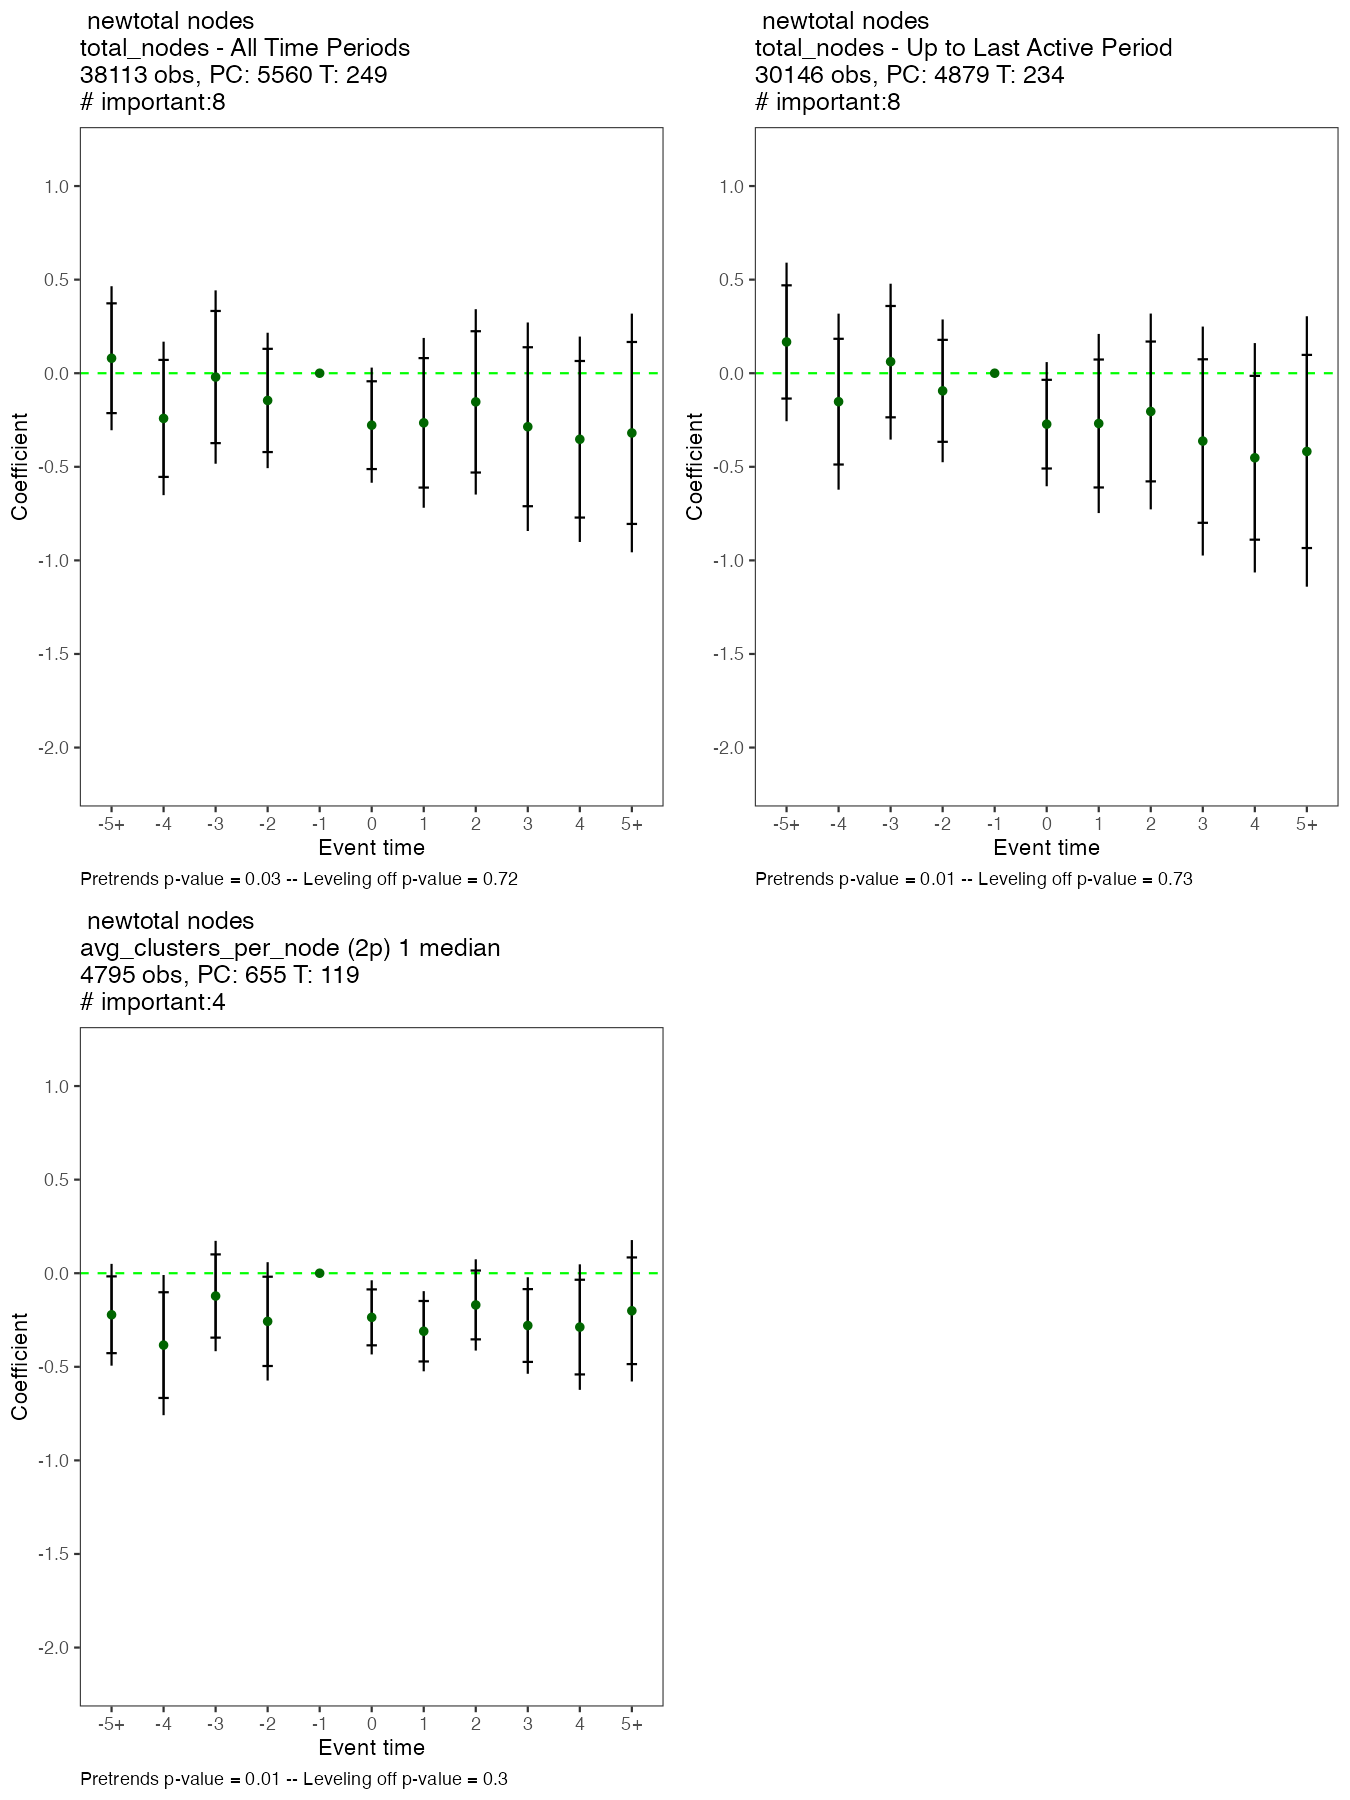 newtotal nodes
total_nodes - All Time Periods
38113 obs, PC: 5560 T: 249
# important:8
1.0
0.5
0.0
-0.5
-1.0
-1.5
-2.0
Coefficient
-5+ -4 -3 -2 -1 0 1 2 3 4 5+
Event time
Pretrends p-value = 0.03 -- Leveling off p-value = 0.72
newtotal nodes
total_nodes - Up to Last Active Period
30146 obs, PC: 4879 T: 234
# important:8
1.0
0.5
0.0
-0.5
-1.0
-1.5
-2.0
Coefficient
-5+ -4 -3 -2 -1 0 1 2 3 4 5+
Event time
Pretrends p-value = 0.01 -- Leveling off p-value = 0.73
newtotal nodes
avg_clusters_per_node (2p) 1 median
4795 obs, PC: 655 T: 119
# important:4
1.0
0.5
0.0
-0.5
-1.0
-1.5
-2.0
Coefficient
-5+ -4 -3 -2 -1 0 1 2 3 4 5+
Event time
Pretrends p-value = 0.01 -- Leveling off p-value = 0.3